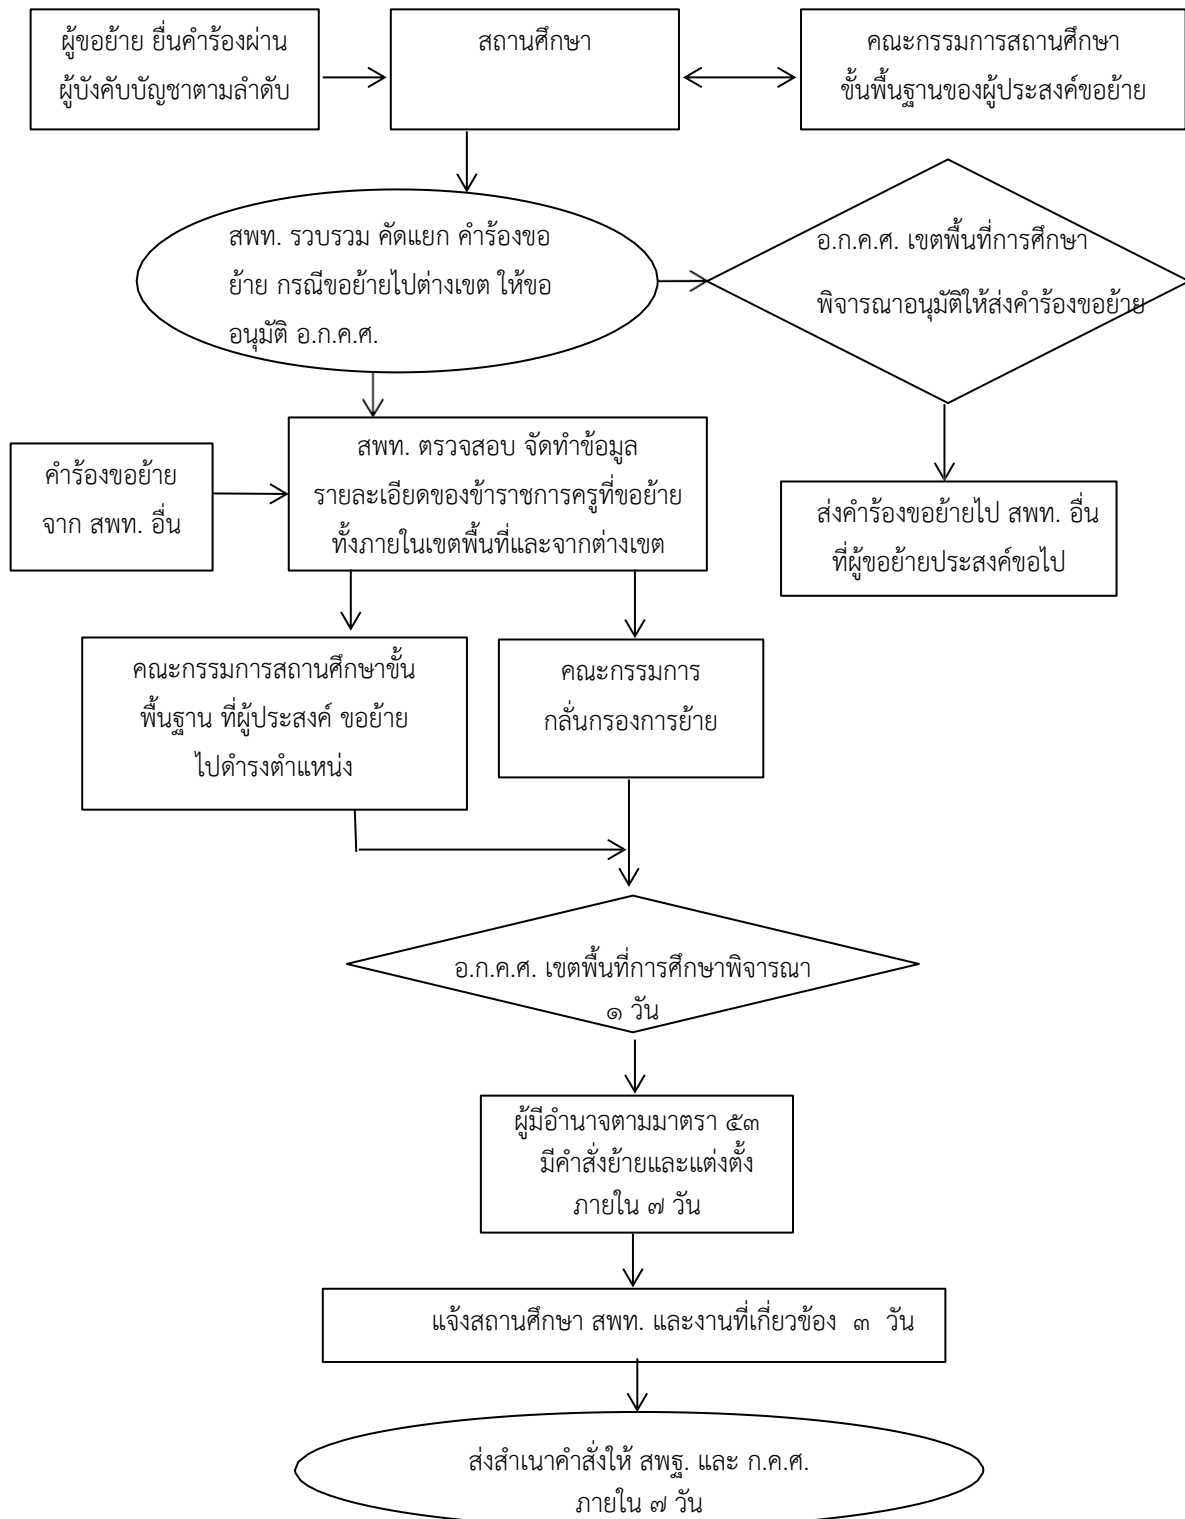 ผู้ขอย้าย ยื่นคำร้องผ่าน
ผู้บังคับบัญชาตามลำดับ
สถานศึกษา
คณะกรรมการสถานศึกษา
ขั้นพื้นฐานของผู้ประสงค์ขอย้าย
สพท. รวบรวม คัดแยก คำร้องขอ
ย้าย กรณีขอย้ายไปต่างเขต ให้ขอ
อนุมัติ อ.ก.ค.ศ.
อ.ก.ค.ศ. เขตพื้นที่การศึกษา
พิจารณาอนุมัติให้ส่งคำร้องขอย้าย
คำร้องขอย้าย
จาก สพท. อื่น
สพท. ตรวจสอบ จัดทำข้อมูล
รายละเอียดของข้าราชการครูที่ขอย้าย
ทั้งภายในเขตพื้นที่และจากต่างเขต
ส่งคำร้องขอย้ายไป สพท. อื่น
ที่ผู้ขอย้ายประสงค์ขอไป
คณะกรรมการสถานศึกษาขั้น
พื้นฐาน ที่ผู้ประสงค์ ขอย้าย
ไปดำรงตำแหน่ง
คณะกรรมการ
กลั่นกรองการย้าย
อ.ก.ค.ศ. เขตพื้นที่การศึกษาพิจารณา
๑ วัน
ผู้มีอำนาจตามมาตรา ๕๓
มีคำสั่งย้ายและแต่งตั้ง
ภายใน ๗ วัน
แจ้งสถานศึกษา สพท. และงานที่เกี่ยวข้อง ๓ วัน
ส่งสำเนาคำสั่งให้ สพฐ. และ ก.ค.ศ.
ภายใน ๗ วัน